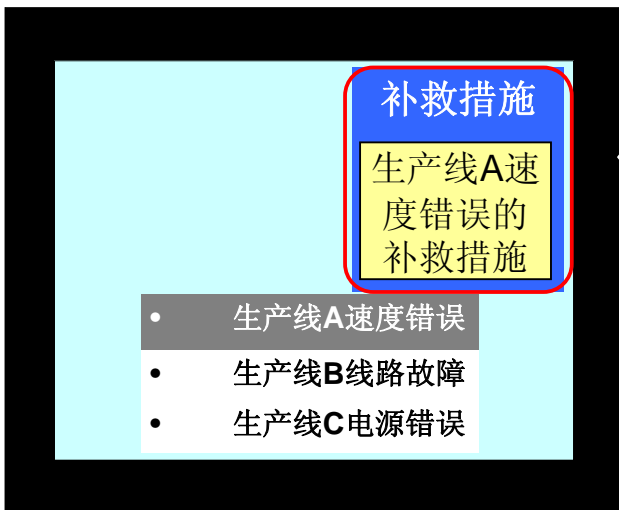 补救措施
生产线A速
度错误的
补救措施
• 生产线A速度错误
• 生产线B线路故障
• 生产线C电源错误